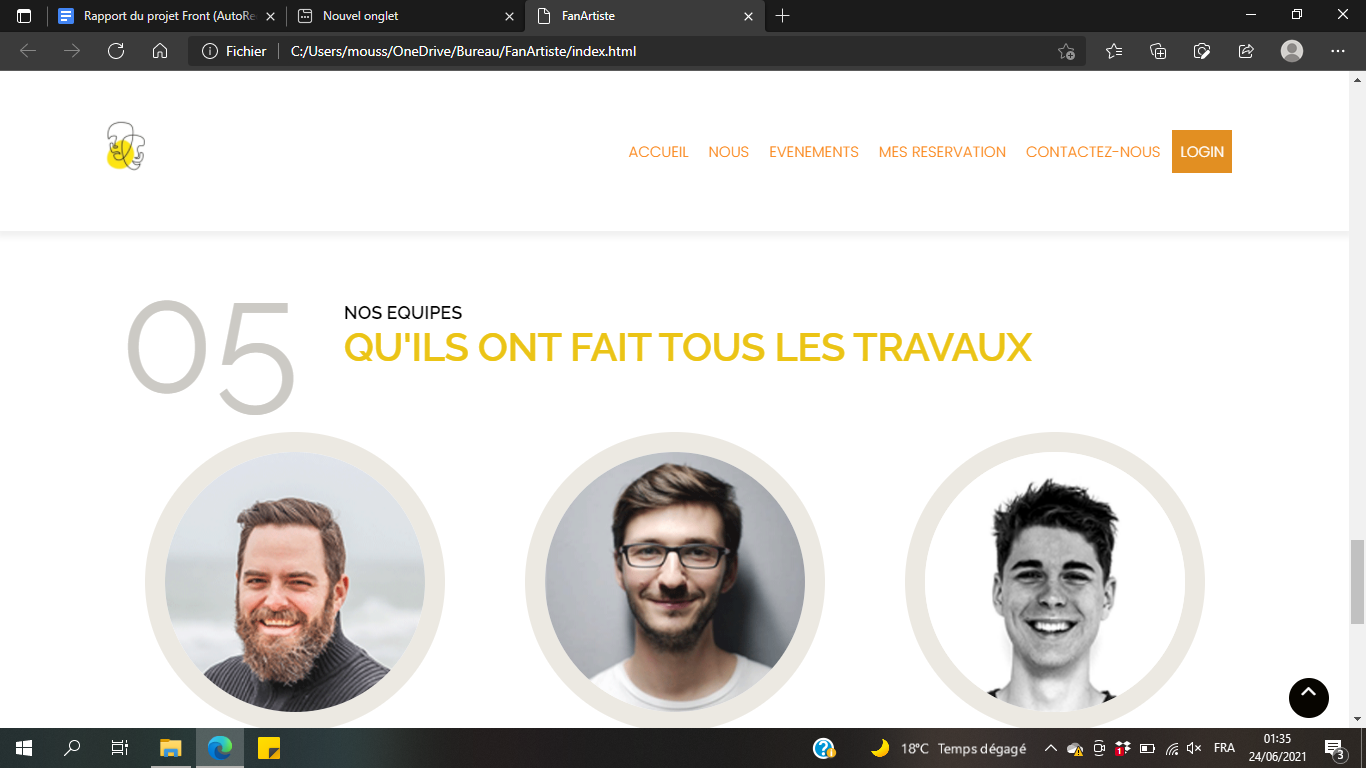 Rapport du projet Front (AutoRe
Nouvel onglet
FanArtiste
Fichier
C:/Users/mouss/OneDrive/Bureau/FanArtiste/index.html
ACCUEIL
NOUS
EVENEMENTS
MES RESERVATION
CONTACTEZ-NOUS
LOGIN
05
NOS EQUIPES
QU'ILS ONT FAIT TOUS LES TRAVAUX
18°C Temps dégagé
FRA
01:35
24/06/2021
3